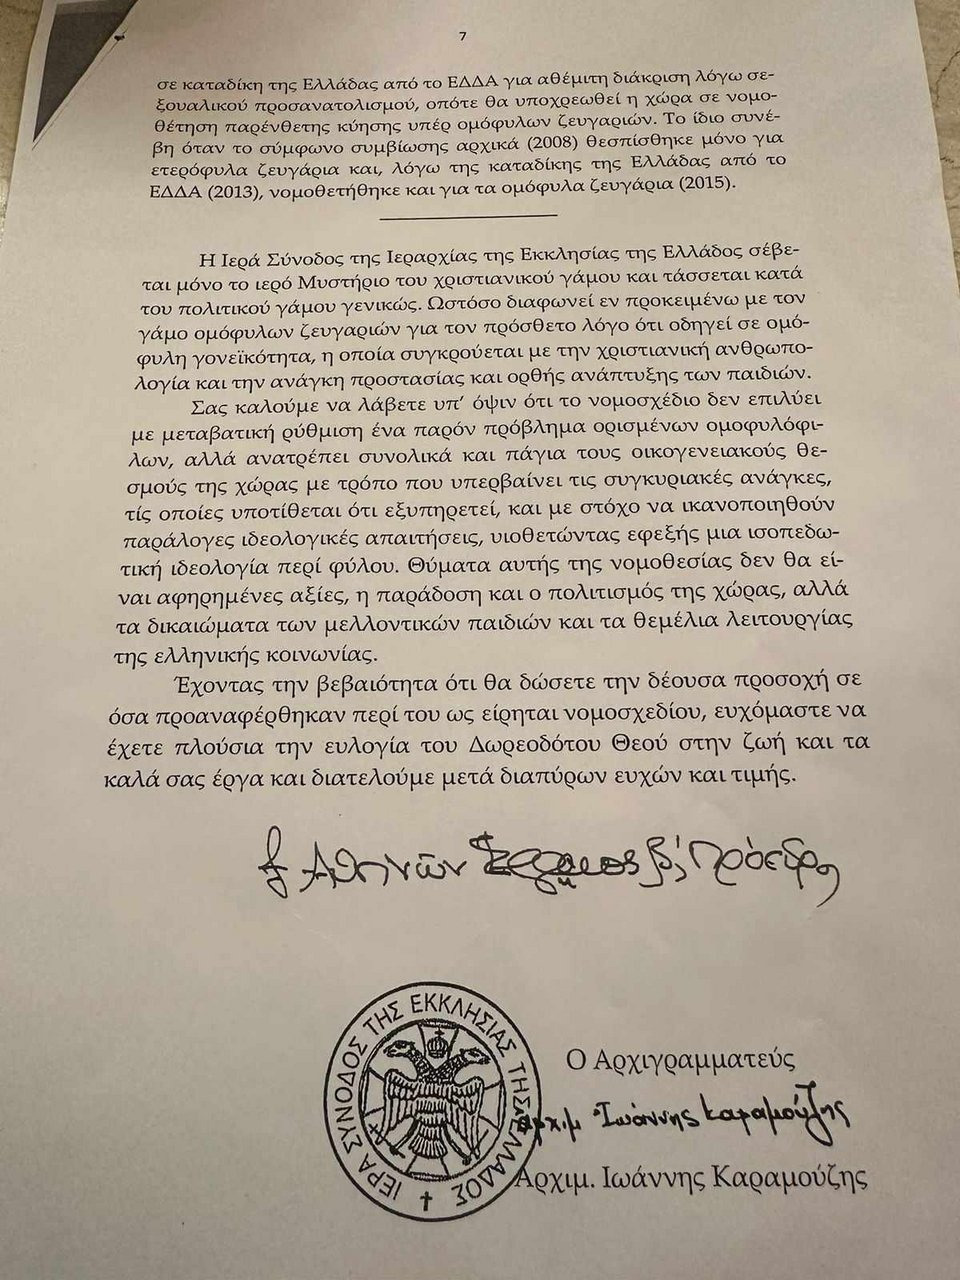 7
σε καταδίκη της Ελλάδας από το ΕΔΔΑ για αθέμιτη διάκριση λόγω σε-
ξουαλικού προσανατολισμού, οπότε θα υποχρεωθεί η χώρα σε νομο-
θέτηση παρένθετης κύησης υπέρ ομόφυλων ζευγαριών. Το ίδιο συνέ-
βη όταν το σύμφωνο συμβίωσης αρχικά (2008) θεσπίσθηκε μόνο για
ετερόφυλα ζευγάρια και, λόγω της καταδίκης της Ελλάδας από το
ΕΔΔΑ (2013), νομοθετήθηκε και για τα ομόφυλα ζευγάρια (2015).
Η Ιερά Σύνοδος της Ιεραρχίας της Εκκλησίας της Ελλάδος σέβε-
ται μόνο το ιερό Μυστήριο του χριστιανικού γάμου και τάσσεται κατά
του πολιτικού γάμου γενικώς. Ωστόσο διαφωνεί εν προκειμένω με τον
γάμο ομόφυλων ζευγαριών για τον πρόσθετο λόγο ότι οδηγεί σε ομό-
φυλη γονεϊκότητα, η οποία συγκρούεται με την χριστιανική ανθρωπο-
λογία και την ανάγκη προστασίας και ορθής ανάπτυξης των παιδιών.
Σας καλούμε να λάβετε υπ’ όψιν ότι το νομοσχέδιο δεν επιλύει
με μεταβατική ρύθμιση ένα παρόν πρόβλημα ορισμένων ομοφυλόφι-
λων, αλλά ανατρέπει συνολικά και πάγια τους οικογενειακούς θε-
σμούς της χώρας με τρόπο που υπερβαίνει τις συγκυριακές ανάγκες,
τίς οποίες υποτίθεται ότι εξυπηρετεί, και με στόχο να ικανοποιηθούν
παράλογες ιδεολογικές απαιτήσεις, υιοθετώντας εφεξής μια ισοπεδω-
τική ιδεολογία περί φύλου. Θύματα αυτής της νομοθεσίας δεν θα εί-
ναι αφηρημένες αξίες, η παράδοση και ο πολιτισμός της χώρας, αλλά
τα δικαιώματα των μελλοντικών παιδιών και τα θεμέλια λειτουργίας
της ελληνικής κοινωνίας.
Έχοντας την βεβαιότητα ότι θα δώσετε την δέουσα προσοχή σε
όσα προαναφέρθηκαν περί του ως είρηται νομοσχεδίου, ευχόμαστε να
έχετε πλούσια την ευλογία του Δωρεοδότου Θεού στην ζωή και τα
καλά σας έργα και διατελούμε μετά διαπύρων ευχών και τιμής.
Αθηνῶν Β΄, Πρόεδρος
ΙΕΡΑ ΣΥΝΟΔΟΣ ΤΗΣ ΕΚΚΛΗΣΙΑΣ ΤΗΣ ΕΛΛΑΔΟΣ
Ο Αρχιγραμματεύς
Αρχιμ Ἰωάννης Καραμούζης
Αρχιμ. Ιωάννης Καραμούζης